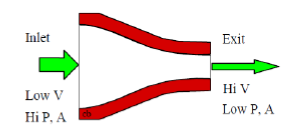 Inlet
Exit
Low V
Hi P, A
Hi V
Low P, A